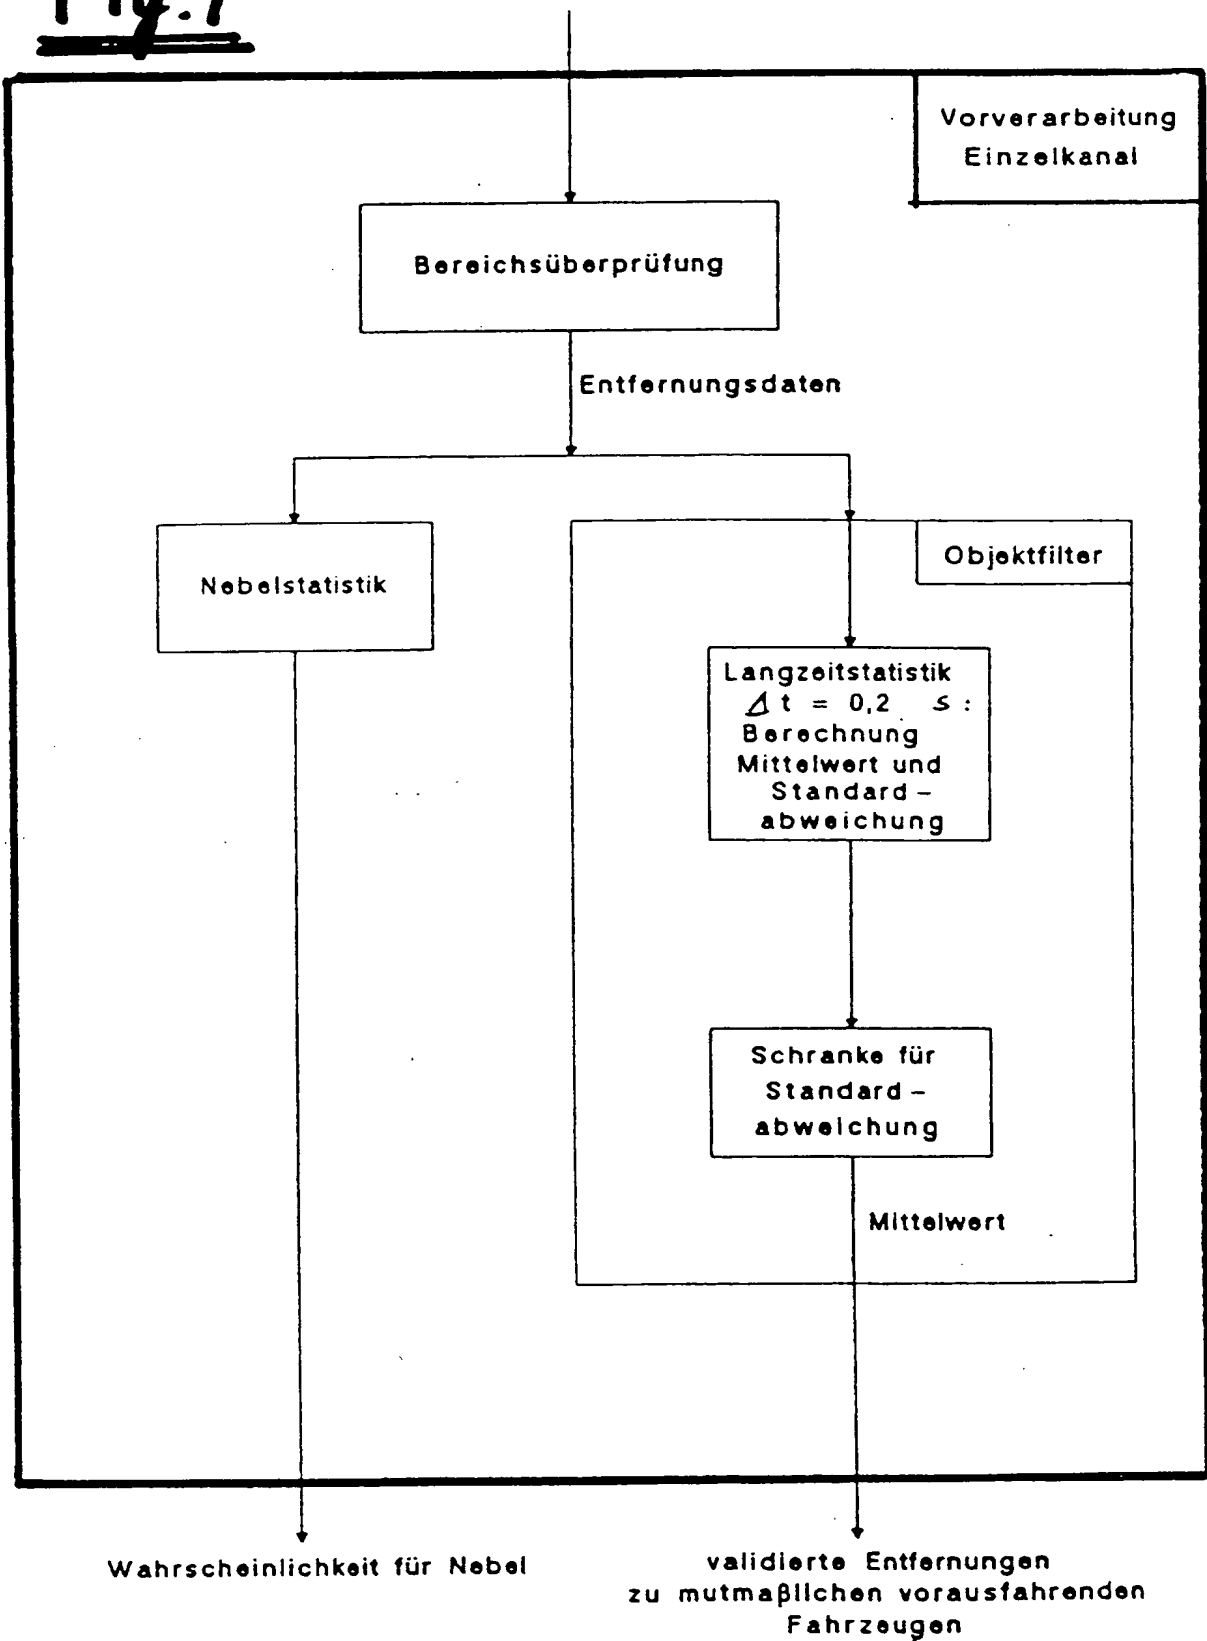 Fig.7
Vorverarbeitung
Einzelkanal
Bereichsüberprüfung
Entfernungsdaten
Nebelstatistik
Objektfilter
Langzeitstatistik
Δt = 0,2 s:
Berechnung
Mittelwert und
Standard-
abweichung
Schranke für
Standard-
abweichung
Mittelwert
Wahrscheinlichkeit für Nebel
validierte Entfernungen
zu mutmaßlichen vorausfahrenden
Fahrzeugen